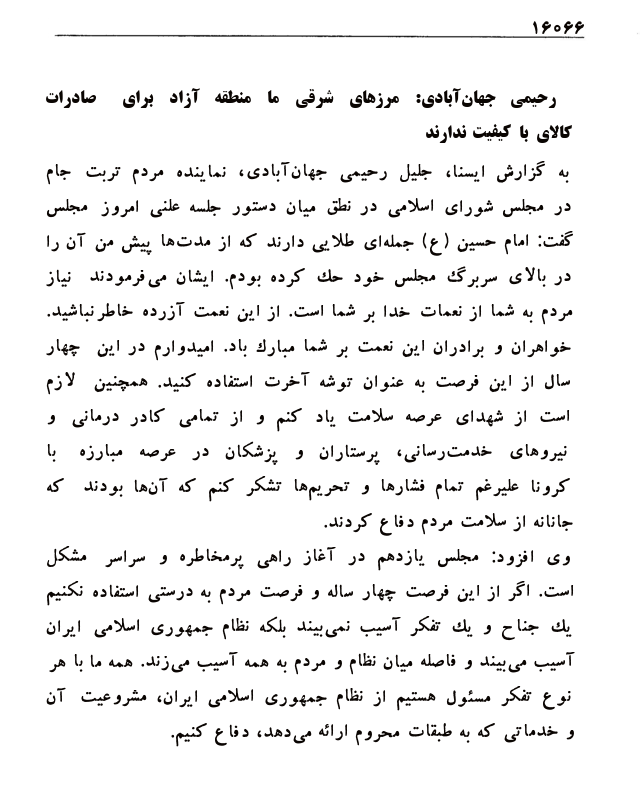 ۱۶۰۶۶
رحیمی جهان‌آبادی: مرزهای شرقی ما منطقه آزاد برای صادرات
کالای با کیفیت ندارند
به گزارش ایسنا، جلیل رحیمی جهان‌آبادی، نماینده مردم تربت جام
در مجلس شورای اسلامی در نطق میان دستور جلسه علنی امروز مجلس
گفت: امام حسین (ع) جمله‌ای طلایی دارند که از مدت‌ها پیش من آن را
در بالای سربرگ مجلس خود حك کرده بودم. ایشان می‌فرمودند نیاز
مردم به شما از نعمات خدا بر شما است. از این نعمت آزرده خاطر نباشید.
خواهران و برادران این نعمت بر شما مبارك باد. امیدوارم در این چهار
سال از این فرصت به عنوان توشه آخرت استفاده کنید. همچنین لازم
است از شهدای عرصه سلامت یاد کنم و از تمامی کادر درمانی و
نیروهای خدمت‌رسانی، پرستاران و پزشکان در عرصه مبارزه با
کرونا علیرغم تمام فشارها و تحریم‌ها تشکر کنم که آن‌ها بودند که
جانانه از سلامت مردم دفاع کردند.
وی افزود: مجلس یازدهم در آغاز راهی پرمخاطره و سراسر مشکل
است. اگر از این فرصت چهار ساله و فرصت مردم به درستی استفاده نکنیم
یك جناح و یك تفکر آسیب نمی‌بیند بلکه نظام جمهوری اسلامی ایران
آسیب می‌بیند و فاصله میان نظام و مردم به همه آسیب می‌زند. همه ما با هر
نوع تفکر مسئول هستیم از نظام جمهوری اسلامی ایران، مشروعیت آن
و خدماتی که به طبقات محروم ارائه می‌دهد، دفاع کنیم.